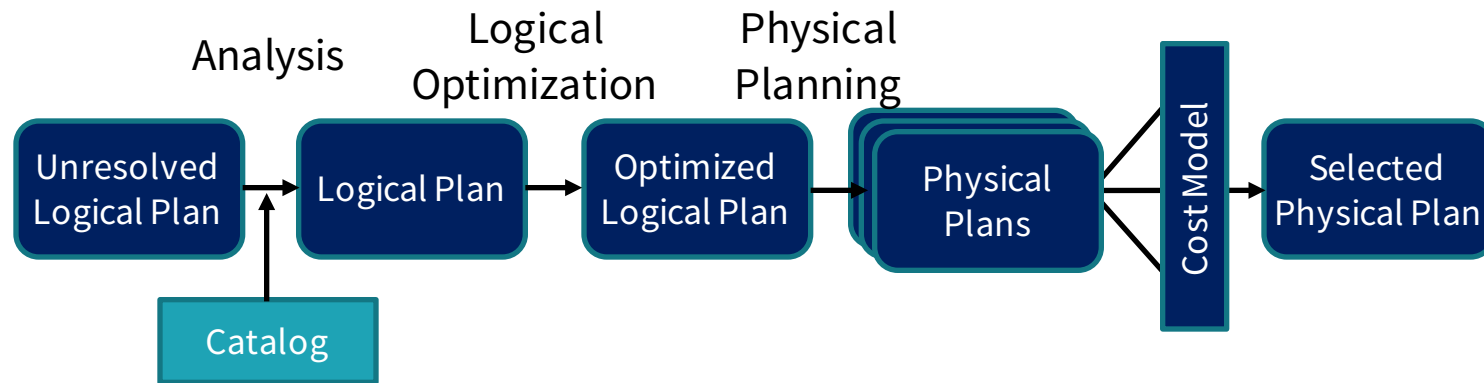 Analysis
Logical
Optimization
Physical
Planning
Unresolved
Logical Plan
Logical Plan
Optimized
Logical Plan
Physical
Plans
Cost Model
Selected
Physical Plan
Catalog